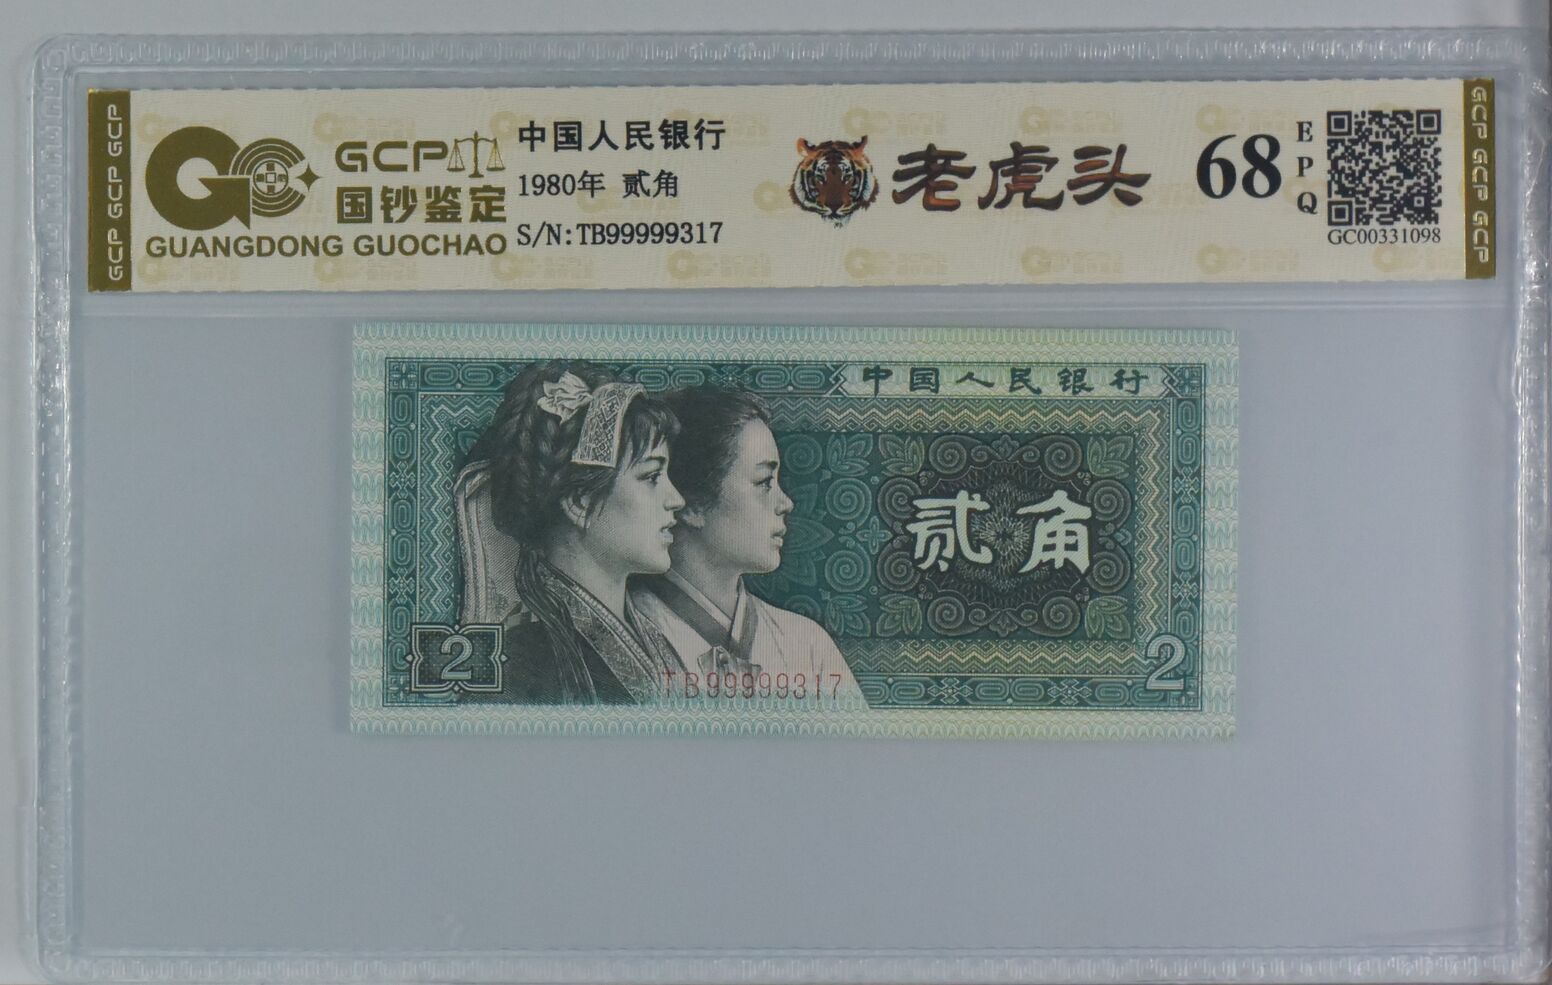 GCP GCP GCP
GCP
国钞鉴定
GUANGDONG GUOCHAO
中国人民银行
1980年 贰角
S/N:TB99999317
老虎头
68
EPQ
GC00331098
GCP GCP GCP
中国人民银行
贰角
2
2
TB99999317